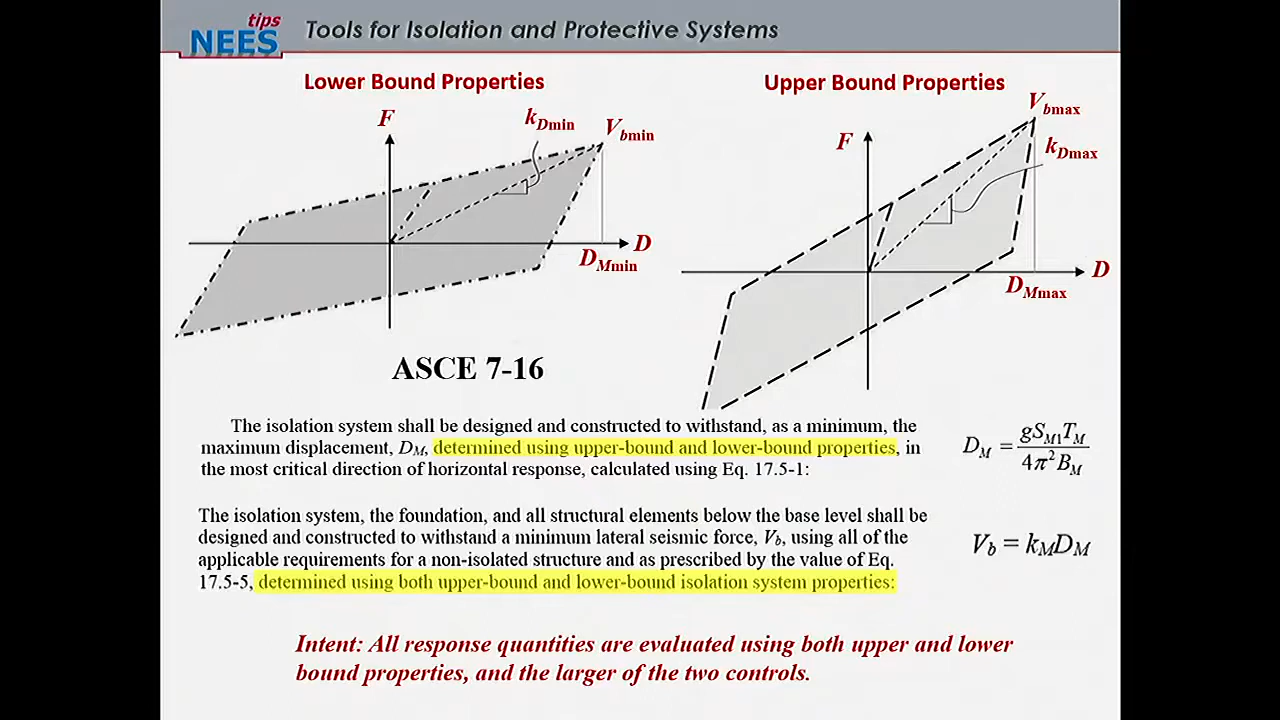 tips
NEES
Tools for Isolation and Protective Systems
Lower Bound Properties
Upper Bound Properties
F
kDmin
Vbmin
D
DMmin
F
Vbmax
kDmax
D
DMmax
ASCE 7-16
The isolation system shall be designed and constructed to withstand, as a minimum, the
maximum displacement, DM, determined using upper-bound and lower-bound properties, in
the most critical direction of horizontal response, calculated using Eq. 17.5-1:
DM = gSM1TM / 4π²BM
The isolation system, the foundation, and all structural elements below the base level shall be
designed and constructed to withstand a minimum lateral seismic force, Vb, using all of the
applicable requirements for a non-isolated structure and as prescribed by the value of Eq.
17.5-5, determined using both upper-bound and lower-bound isolation system properties:
Vb = kMDM
Intent: All response quantities are evaluated using both upper and lower
bound properties, and the larger of the two controls.